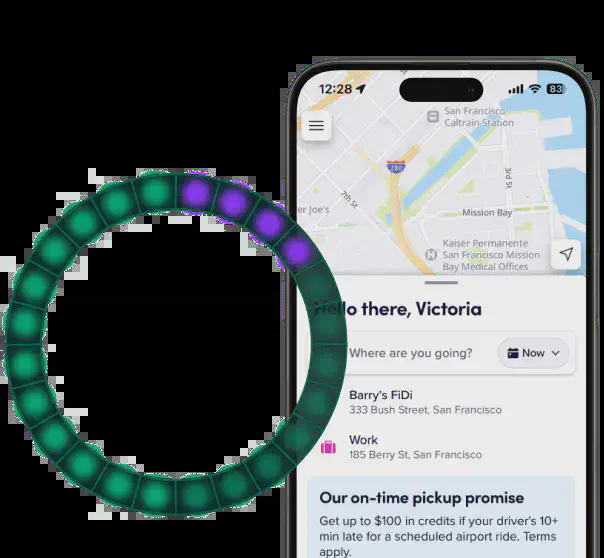 12:28
83
San Francisco
Caltrain Station
280
3rd St
7th St
er Joe's
Mission Bay
Kaiser Permanente
San Francisco Mission
Bay Medical Offices
Hello there, Victoria
Where are you going?
Now
Barry's FiDi
333 Bush Street, San Francisco
Work
185 Berry St, San Francisco
Our on-time pickup promise
Get up to $100 in credits if your driver's 10+
min late for a scheduled airport ride. Terms
apply.